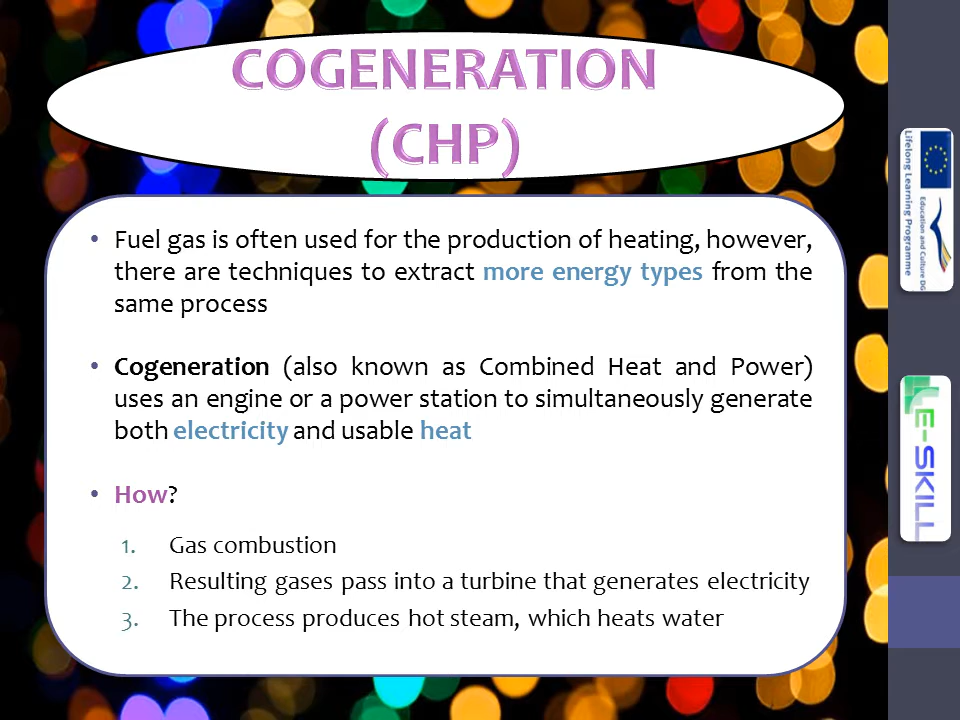 COGENERATION
(CHP)
• Fuel gas is often used for the production of heating, however,
there are techniques to extract more energy types from the
same process
• Cogeneration (also known as Combined Heat and Power)
uses an engine or a power station to simultaneously generate
both electricity and usable heat
• How?
1. Gas combustion
2. Resulting gases pass into a turbine that generates electricity
3. The process produces hot steam, which heats water
Education and Culture DG
Lifelong Learning Programme
E-SKILL